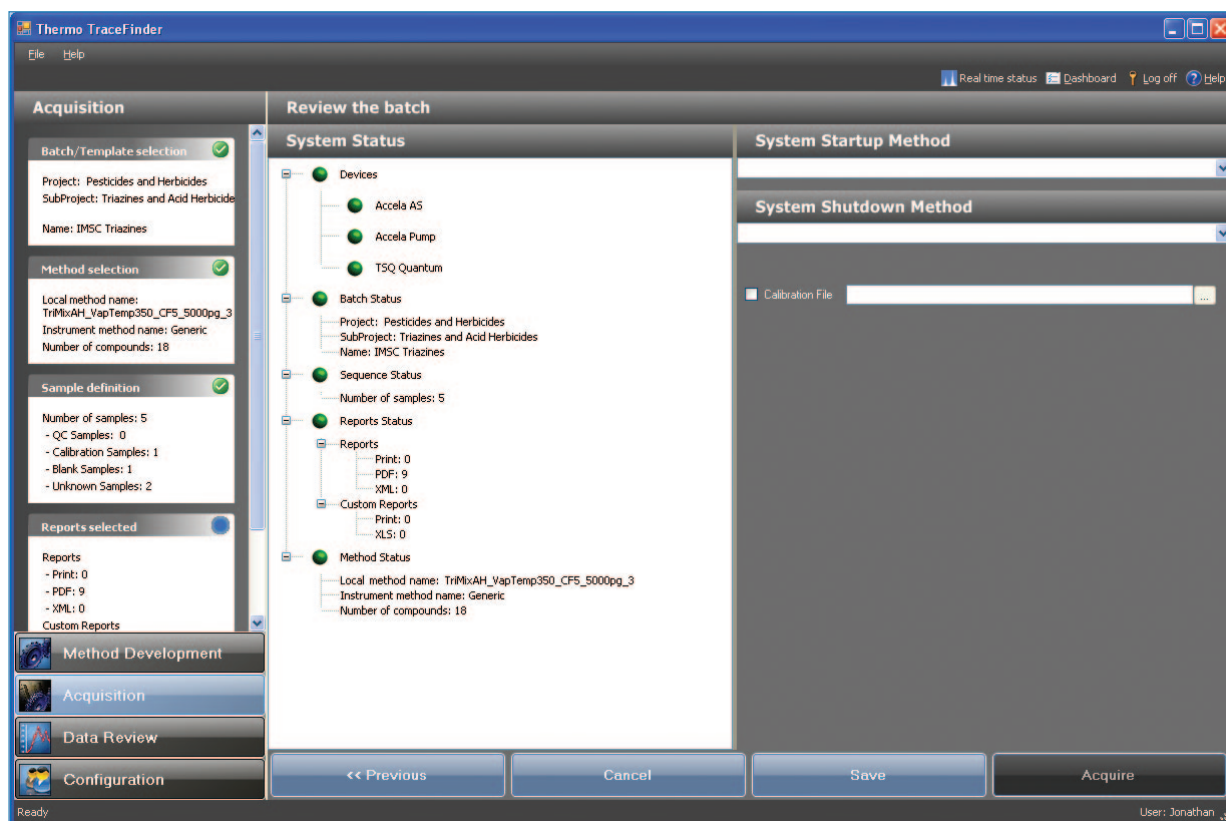 Thermo TraceFinder
File Help
Real time status Dashboard Log off Help
Acquisition
Batch/Template selection
Project: Pesticides and Herbicides
SubProject: Triazines and Acid Herbicide
Name: IMSC Triazines
Method selection
Local method name:
TriMixAH_VapTemp350_CF5_5000pg_3
Instrument method name: Generic
Number of compounds: 18
Sample definition
Number of samples: 5
- QC Samples: 0
- Calibration Samples: 1
- Blank Samples: 1
- Unknown Samples: 2
Reports selected
Reports
- Print: 0
- PDF: 9
- XML: 0
Custom Reports
Method Development
Acquisition
Data Review
Configuration
Review the batch
System Status
Devices
Accela AS
Accela Pump
TSQ Quantum
Batch Status
Project: Pesticides and Herbicides
SubProject: Triazines and Acid Herbicides
Name: IMSC Triazines
Sequence Status
Number of samples: 5
Reports Status
Reports
Print: 0
PDF: 9
XML: 0
Custom Reports
Print: 0
XLS: 0
Method Status
Local method name: TriMixAH_VapTemp350_CF5_5000pg_3
Instrument method name: Generic
Number of compounds: 18
System Startup Method
System Shutdown Method
Calibration File ...
<< Previous Cancel Save Acquire
Ready User: Jonathan